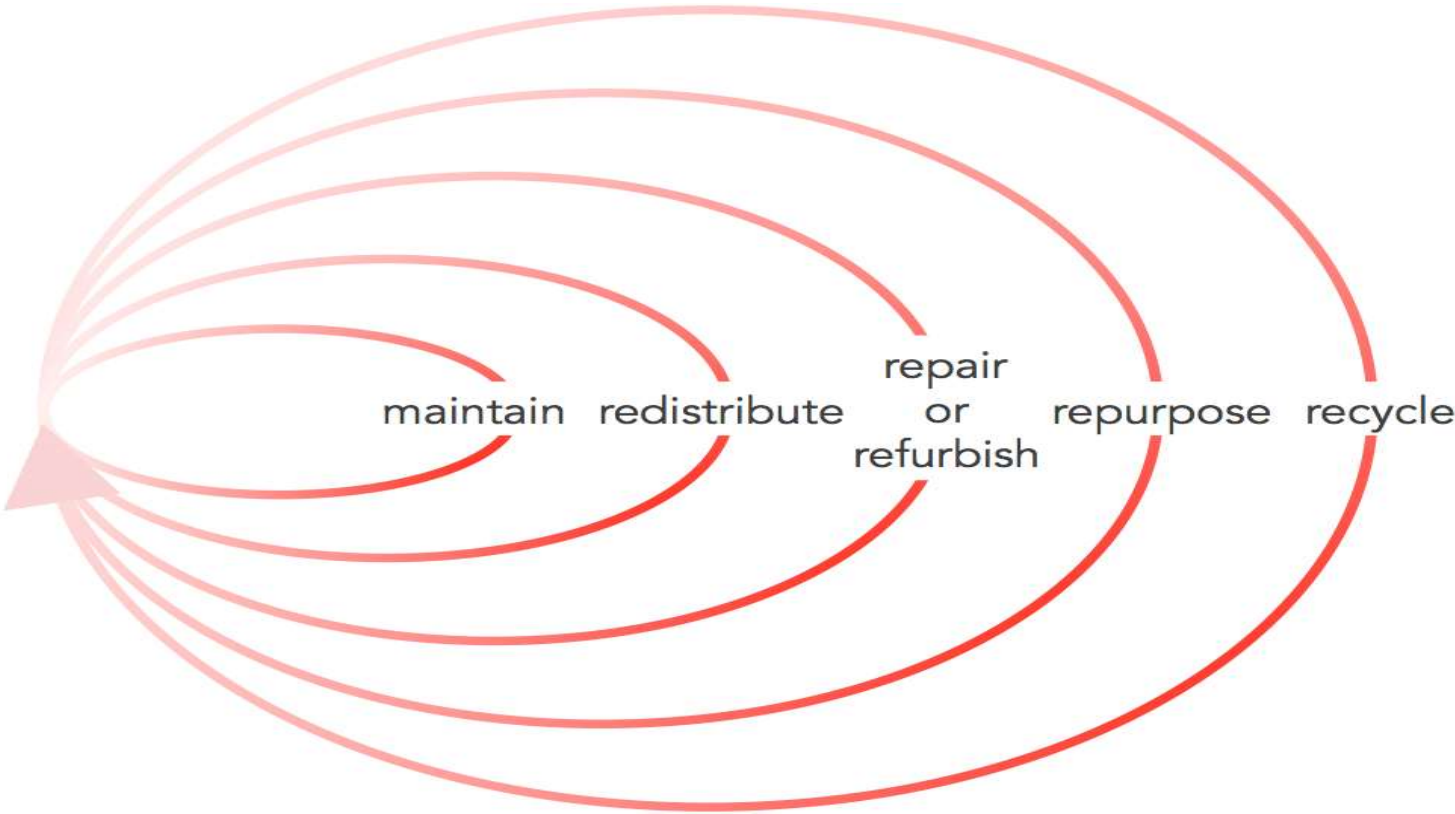 maintain
redistribute
repair
or
refurbish
repurpose
recycle